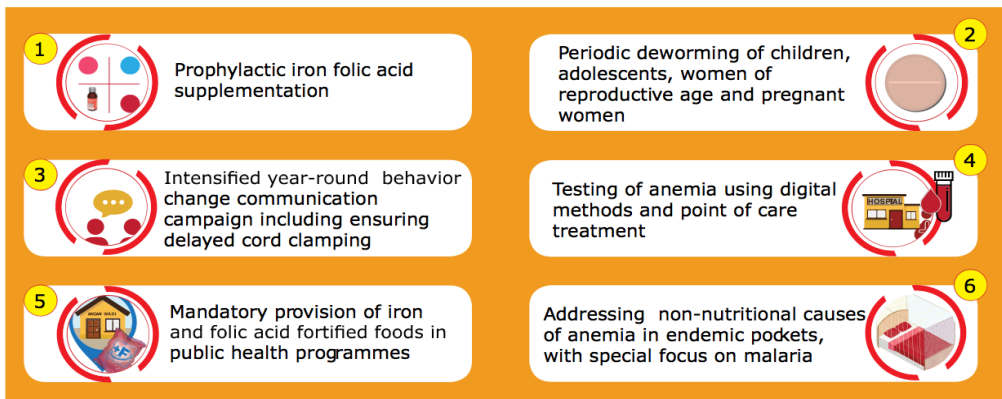 1
Prophylactic iron folic acid
supplementation
2
Periodic deworming of children,
adolescents, women of
reproductive age and pregnant
women
3
Intensified year-round behavior
change communication
campaign including ensuring
delayed cord clamping
4
Testing of anemia using digital
methods and point of care
treatment
HOSPIAL
5
Mandatory provision of iron
and folic acid fortified foods in
public health programmes
ANGAN WADI
+F
6
Addressing non-nutritional causes
of anemia in endemic pockets,
with special focus on malaria